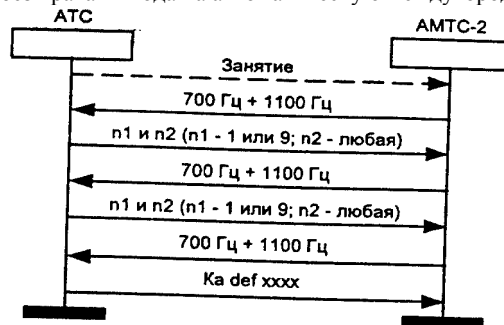 АТС
АМТС-2
Занятие
700 Гц + 1100 Гц
n1 и n2 (n1 - 1 или 9; n2 - любая)
700 Гц + 1100 Гц
n1 и n2 (n1 - 1 или 9; n2 - любая)
700 Гц + 1100 Гц
Ка def xxxx